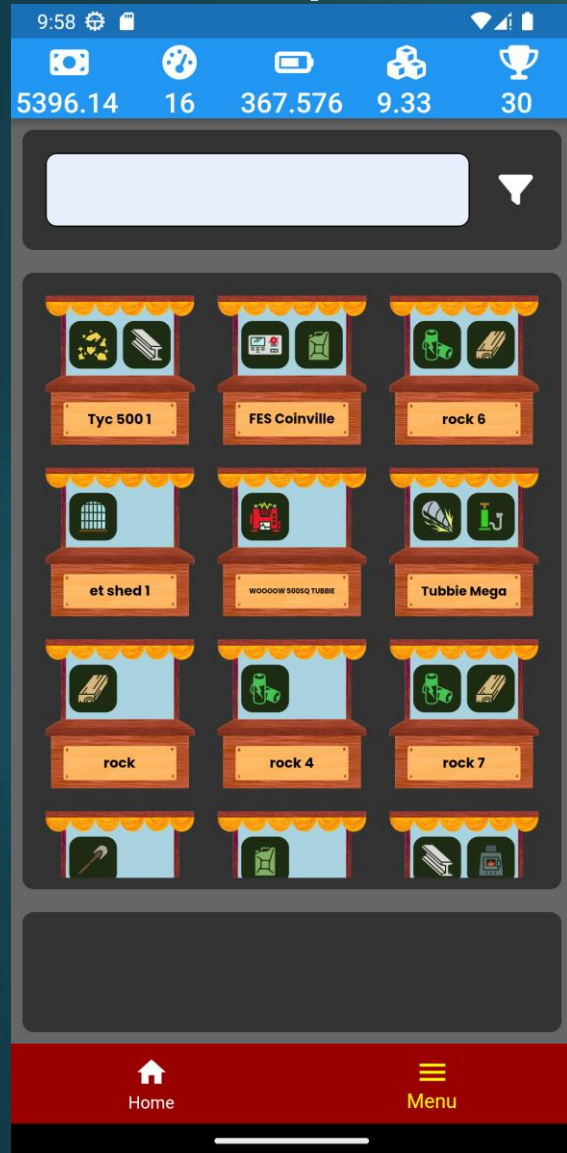 9:58
5396.14 16 367.576 9.33 30
Tyc 500 1 FES Coinville rock 6
et shed 1 WOOOOW 500SQ TUBBIE Tubbie Mega
rock rock 4 rock 7
Home Menu